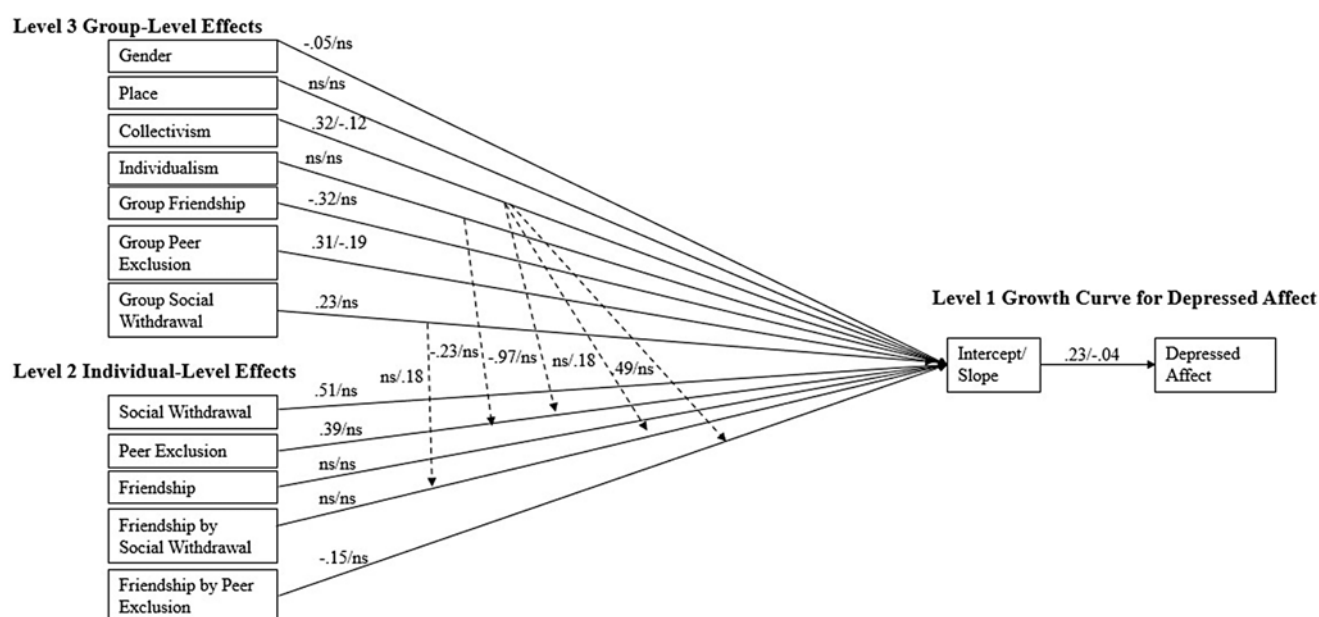 Level 3 Group-Level Effects
Gender
-.05/ns
Place
ns/ns
Collectivism
.32/-.12
Individualism
ns/ns
Group Friendship
-.32/ns
Group Peer
Exclusion
.31/-.19
Group Social
Withdrawal
.23/ns
ns/.18
-.23/ns
-.97/ns
ns/.18
.49/ns
Level 2 Individual-Level Effects
Social Withdrawal
.51/ns
Peer Exclusion
.39/ns
Friendship
ns/ns
Friendship by
Social Withdrawal
ns/ns
Friendship by Peer
Exclusion
-.15/ns
Level 1 Growth Curve for Depressed Affect
Intercept/
Slope
.23/-.04
Depressed
Affect